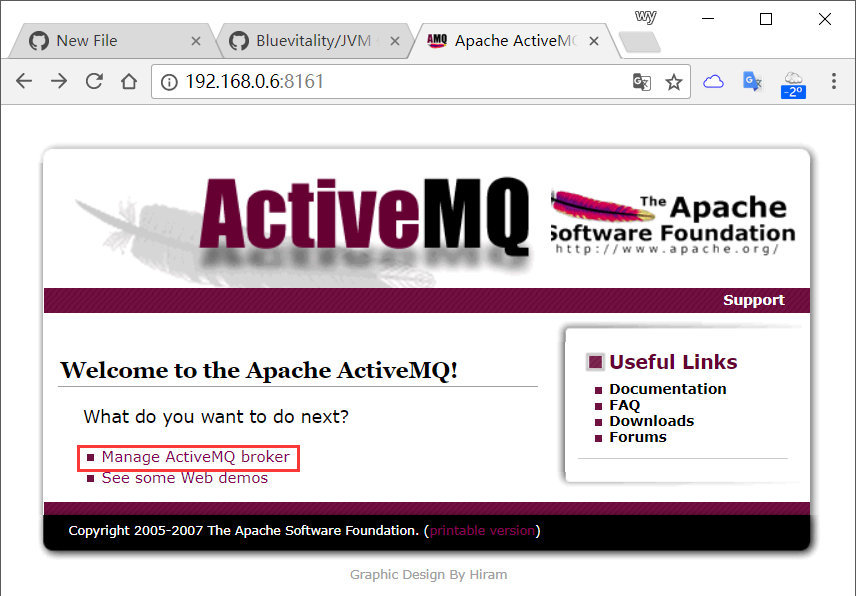 wy
New File
Bluevitality/JVM
Apache ActiveMQ
192.168.0.6:8161
-2°
ActiveMQ
The Apache
Software Foundation
http://www.apache.org/
Support
Welcome to the Apache ActiveMQ!
What do you want to do next?
Manage ActiveMQ broker
See some Web demos
Useful Links
Documentation
FAQ
Downloads
Forums
Copyright 2005-2007 The Apache Software Foundation. (printable version)
Graphic Design By Hiram